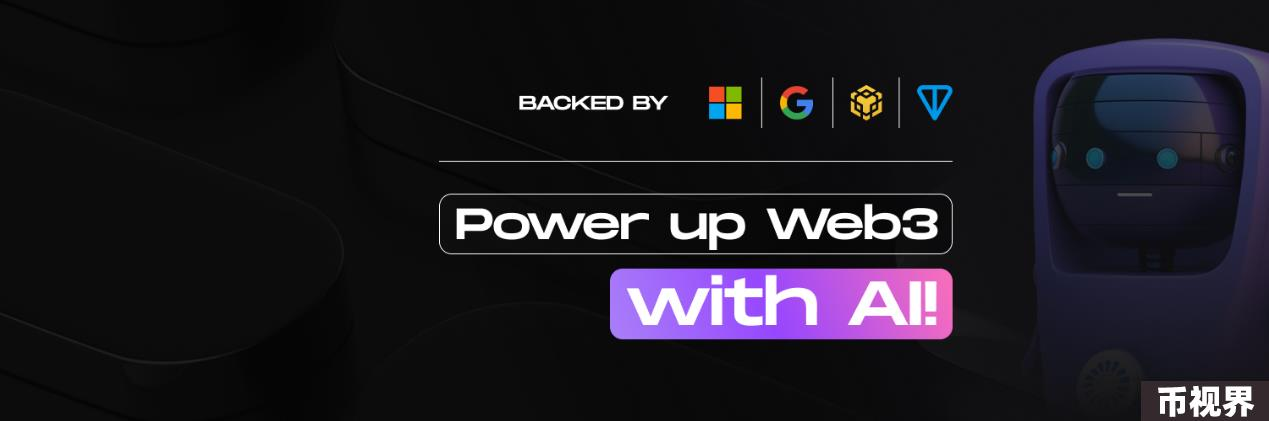 BACKED BY
Power up Web3
with AI!
币视界